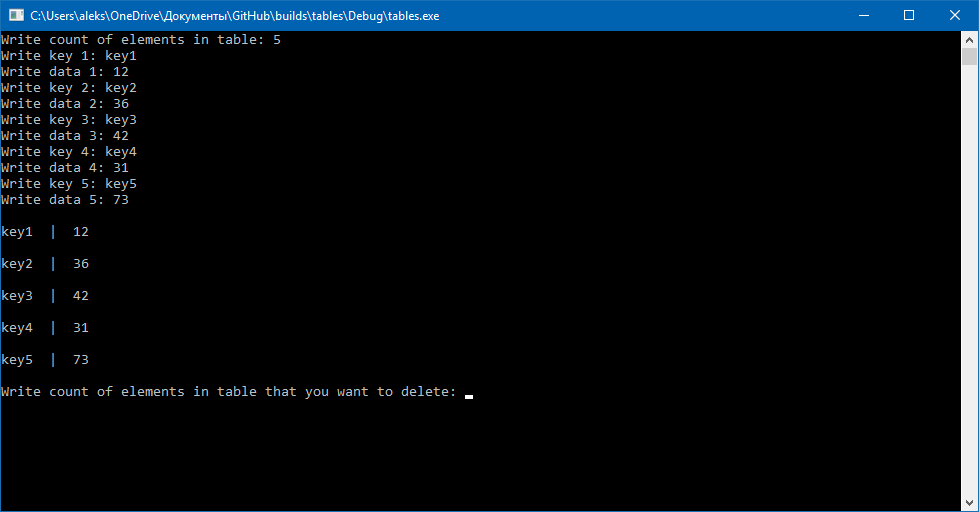 C:\Users\aleks\OneDrive\Документы\GitHub\builds\tables\Debug\tables.exe
Write count of elements in table: 5
Write key 1: key1
Write data 1: 12
Write key 2: key2
Write data 2: 36
Write key 3: key3
Write data 3: 42
Write key 4: key4
Write data 4: 31
Write key 5: key5
Write data 5: 73
key1  |  12
key2  |  36
key3  |  42
key4  |  31
key5  |  73
Write count of elements in table that you want to delete: